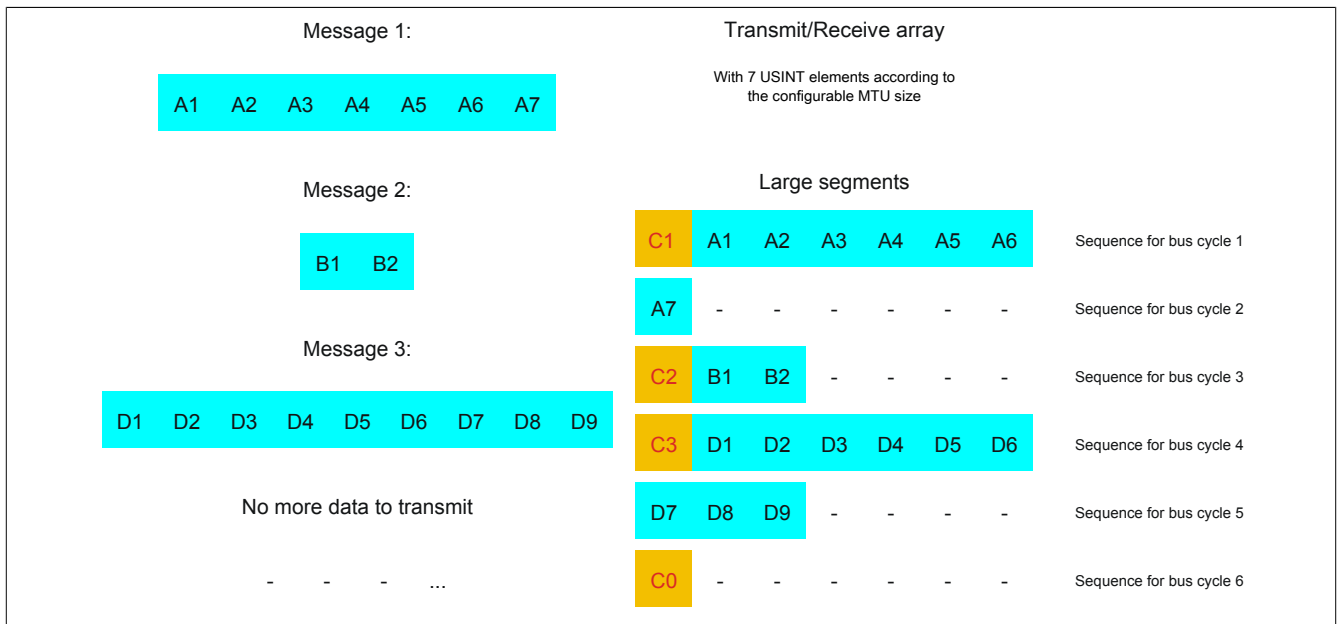 Message 1:
A1 A2 A3 A4 A5 A6 A7
Message 2:
B1 B2
Message 3:
D1 D2 D3 D4 D5 D6 D7 D8 D9
No more data to transmit
- - - ...
Transmit/Receive array
With 7 USINT elements according to
the configurable MTU size
Large segments
C1 A1 A2 A3 A4 A5 A6 Sequence for bus cycle 1
A7 - - - - - - Sequence for bus cycle 2
C2 B1 B2 - - - - Sequence for bus cycle 3
C3 D1 D2 D3 D4 D5 D6 Sequence for bus cycle 4
D7 D8 D9 - - - - Sequence for bus cycle 5
C0 - - - - - - Sequence for bus cycle 6